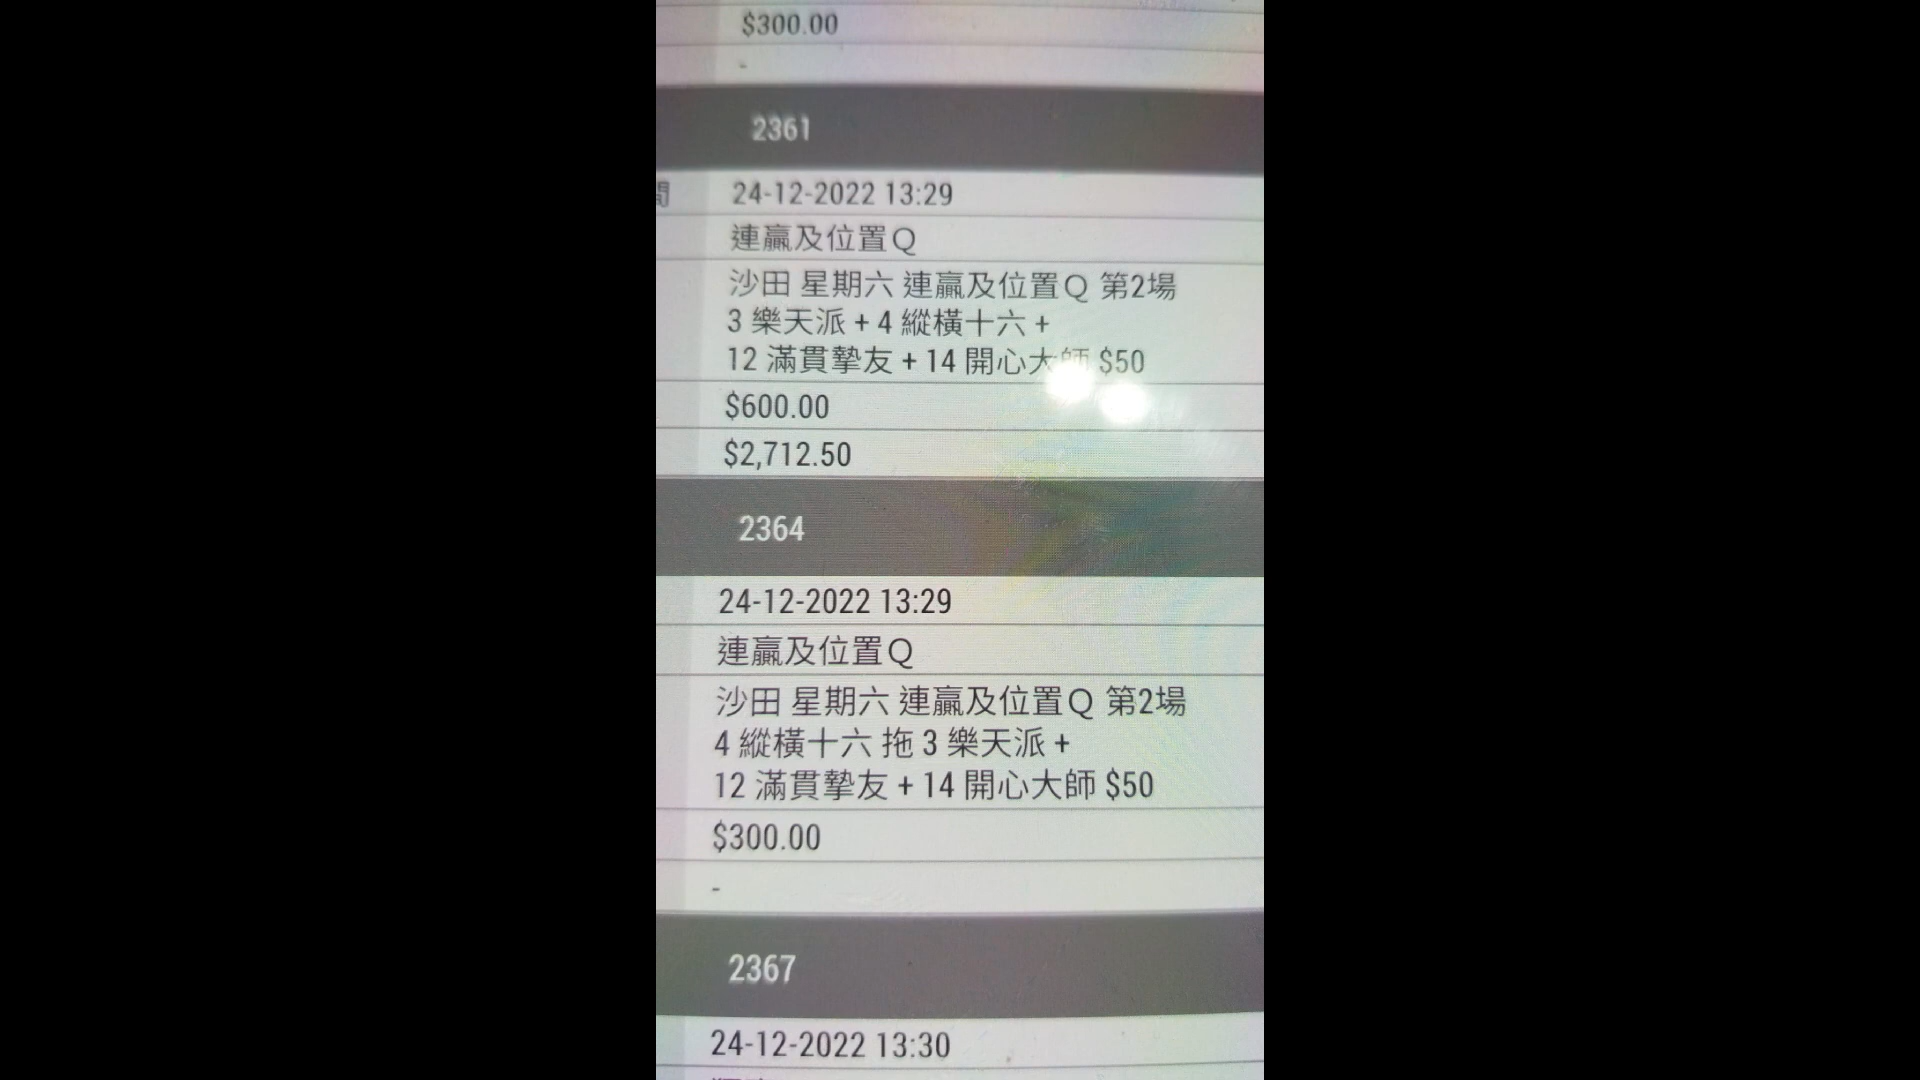 $300.00
-
2361
間
24-12-2022 13:29
連贏及位置Q
沙田 星期六 連贏及位置Q 第2場
3 樂天派 + 4 縱橫十六 +
12 滿貫摯友 + 14 開心大師 $50
$600.00
$2,712.50
2364
24-12-2022 13:29
連贏及位置Q
沙田 星期六 連贏及位置Q 第2場
4 縱橫十六 拖 3 樂天派 +
12 滿貫摯友 + 14 開心大師 $50
$300.00
-
2367
24-12-2022 13:30